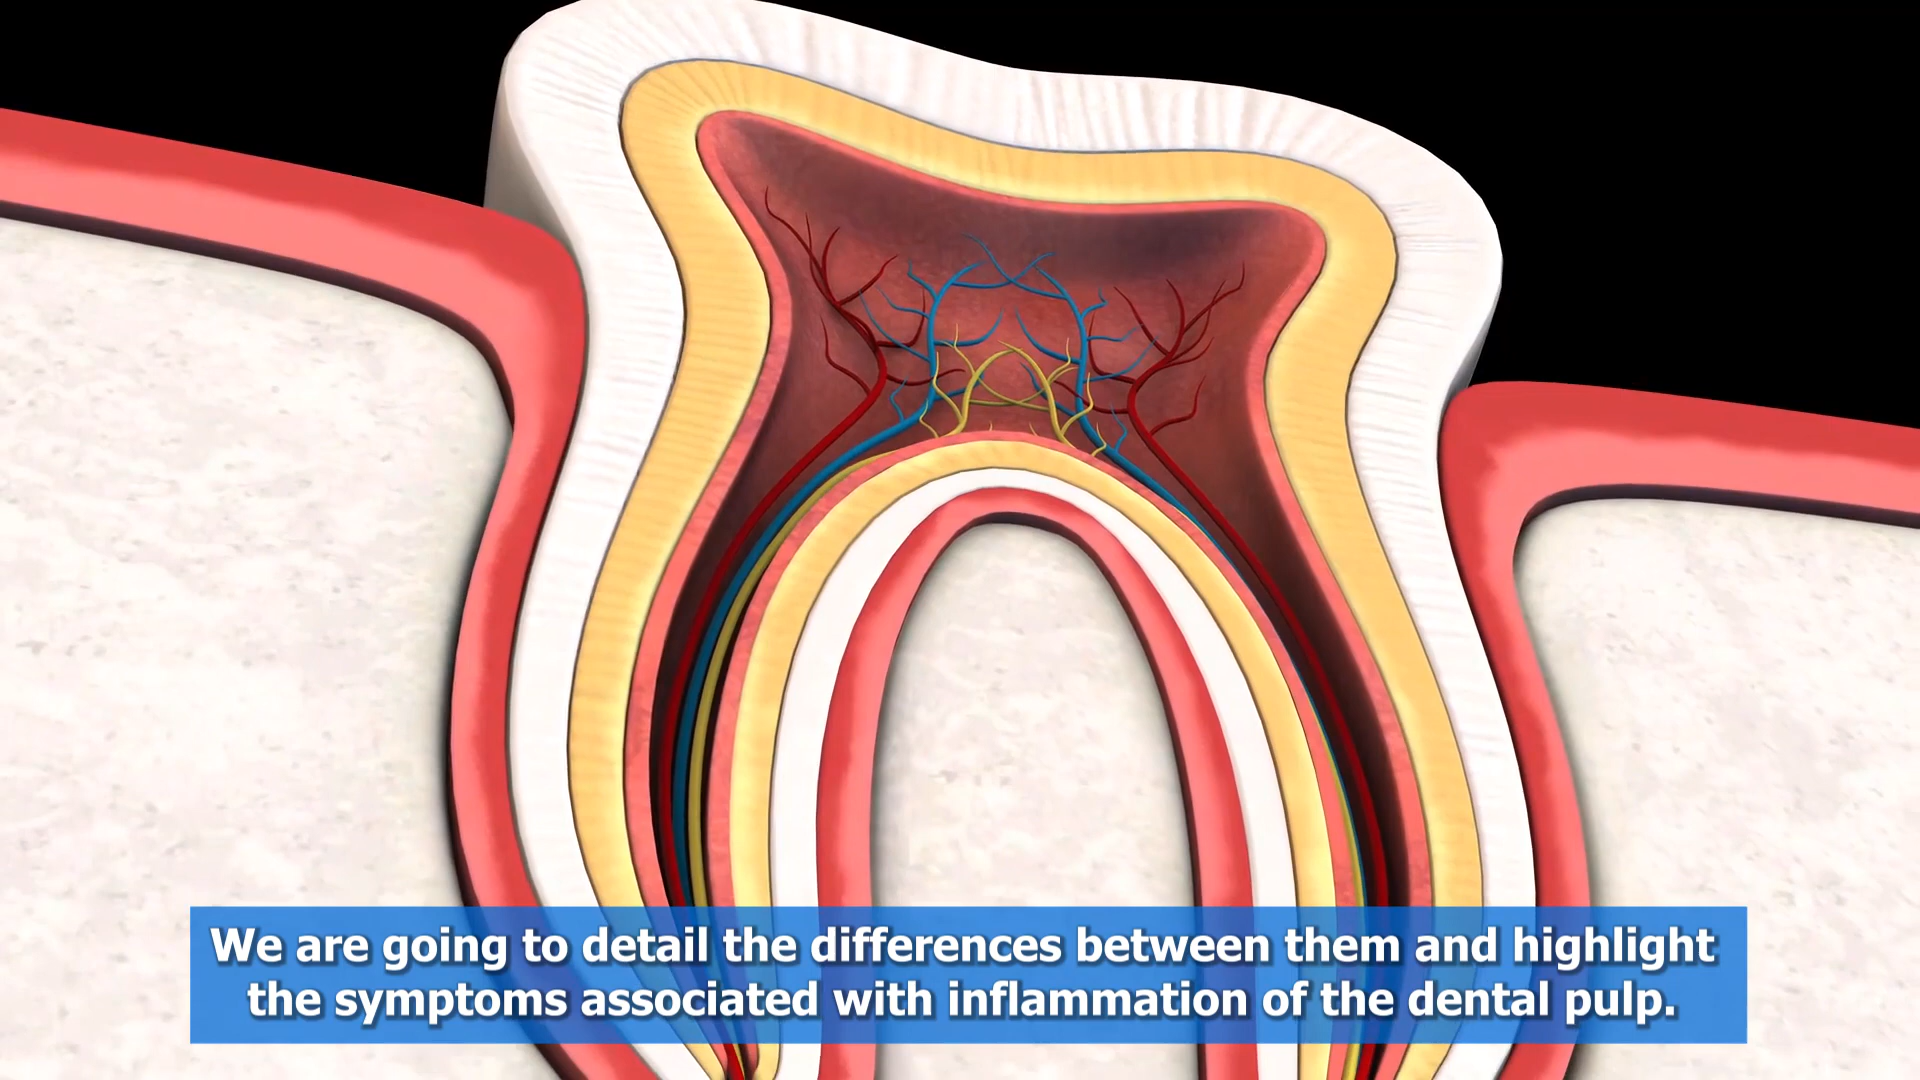 We are going to detail the differences between them and highlight
the symptoms associated with inflammation of the dental pulp.